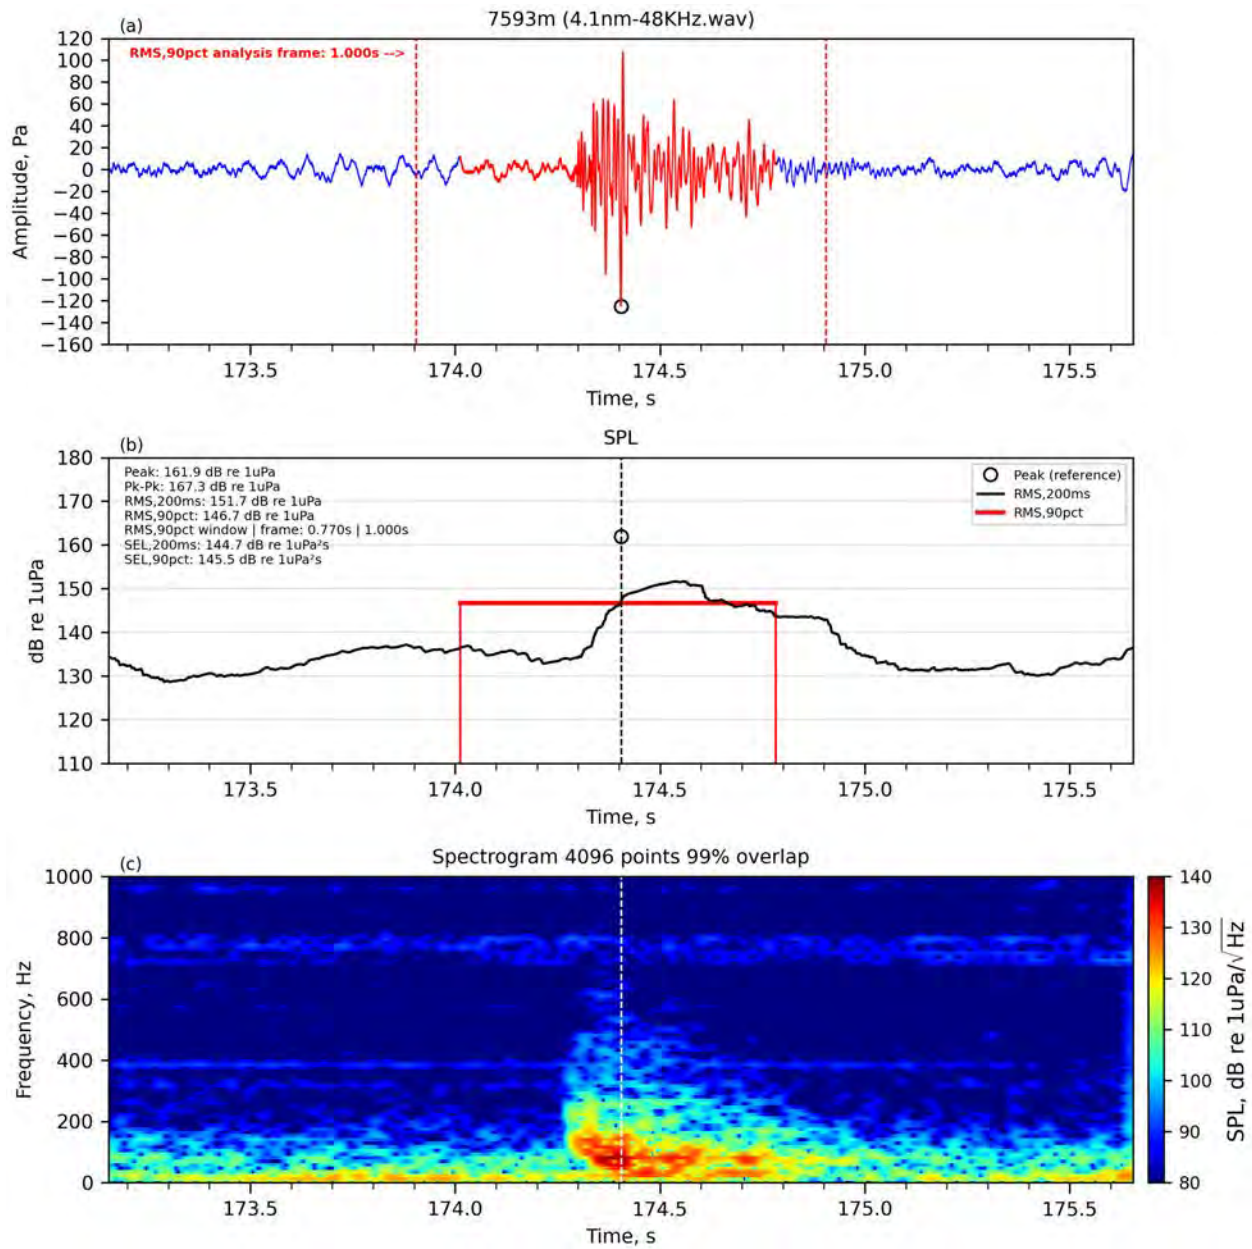 7593m (4.1nm-48KHz.wav)
(a)
RMS,90pct analysis frame: 1.000s -->
120
100
80
60
40
20
0
−20
−40
−60
−80
−100
−120
−140
−160
Amplitude, Pa
173.5 174.0 174.5 175.0 175.5
Time, s
(b)
SPL
Peak: 161.9 dB re 1uPa
Pk-Pk: 167.3 dB re 1uPa
RMS,200ms: 151.7 dB re 1uPa
RMS,90pct: 146.7 dB re 1uPa
RMS,90pct window | frame: 0.770s | 1.000s
SEL,200ms: 144.7 dB re 1uPa²s
SEL,90pct: 145.5 dB re 1uPa²s
Peak (reference)
RMS,200ms
RMS,90pct
180
170
160
150
140
130
120
110
dB re 1uPa
173.5 174.0 174.5 175.0 175.5
Time, s
(c)
Spectrogram 4096 points 99% overlap
1000
800
600
400
200
0
Frequency, Hz
173.5 174.0 174.5 175.0 175.5
Time, s
140
130
120
110
100
90
80
SPL, dB re 1uPa/√Hz